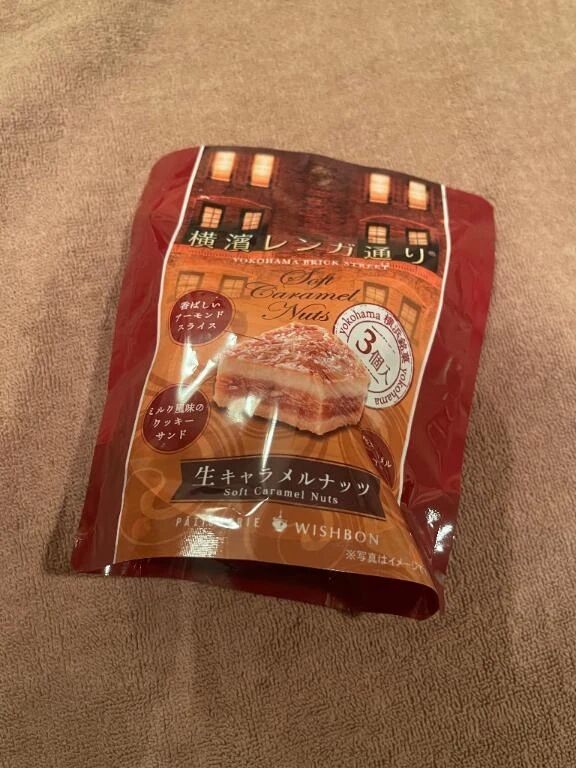 横濱レンガ通り
YOKOHAMA BRICK STREET
Soft
Caramel
Nuts
香ばしい
アーモンド
スライス
yokohama 横浜銘菓 yokohama
3個入
ミルク風味の
クッキー
サンド
生キャラメルナッツ
Soft Caramel Nuts
WISHBON
※写真はイメージ